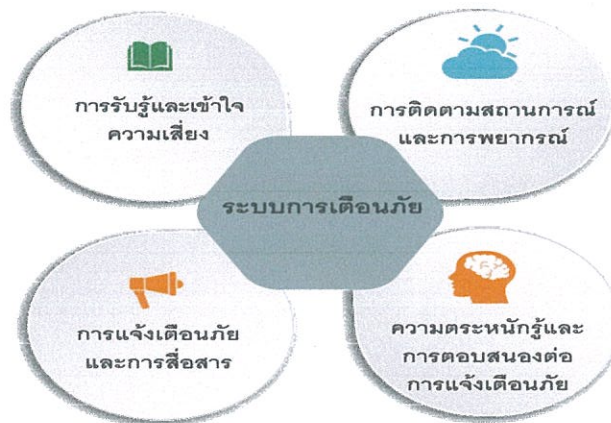 การรับรู้และเข้าใจ
ความเสี่ยง
การติดตามสถานการณ์
และการพยากรณ์
ระบบการเตือนภัย
การแจ้งเตือนภัย
และการสื่อสาร
ความตระหนักรู้และ
การตอบสนองต่อ
การแจ้งเตือนภัย